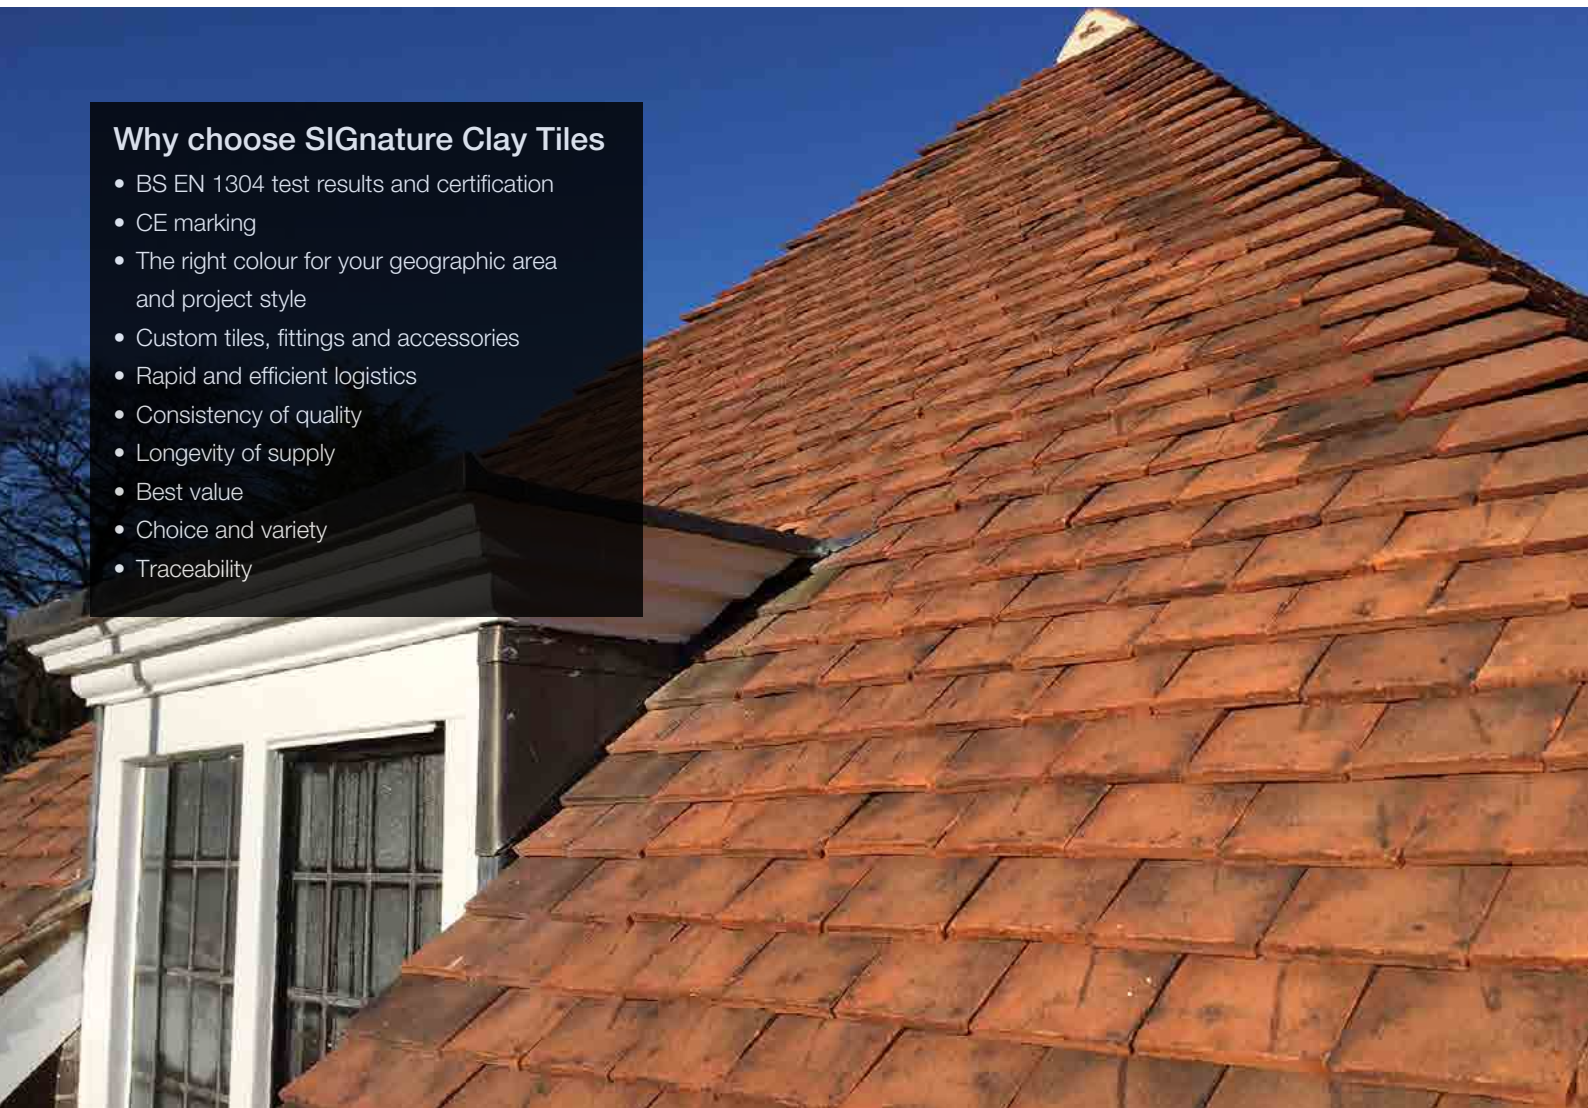 Why choose SIGnature Clay Tiles
• BS EN 1304 test results and certification
• CE marking
• The right colour for your geographic area
and project style
• Custom tiles, fittings and accessories
• Rapid and efficient logistics
• Consistency of quality
• Longevity of supply
• Best value
• Choice and variety
• Traceability